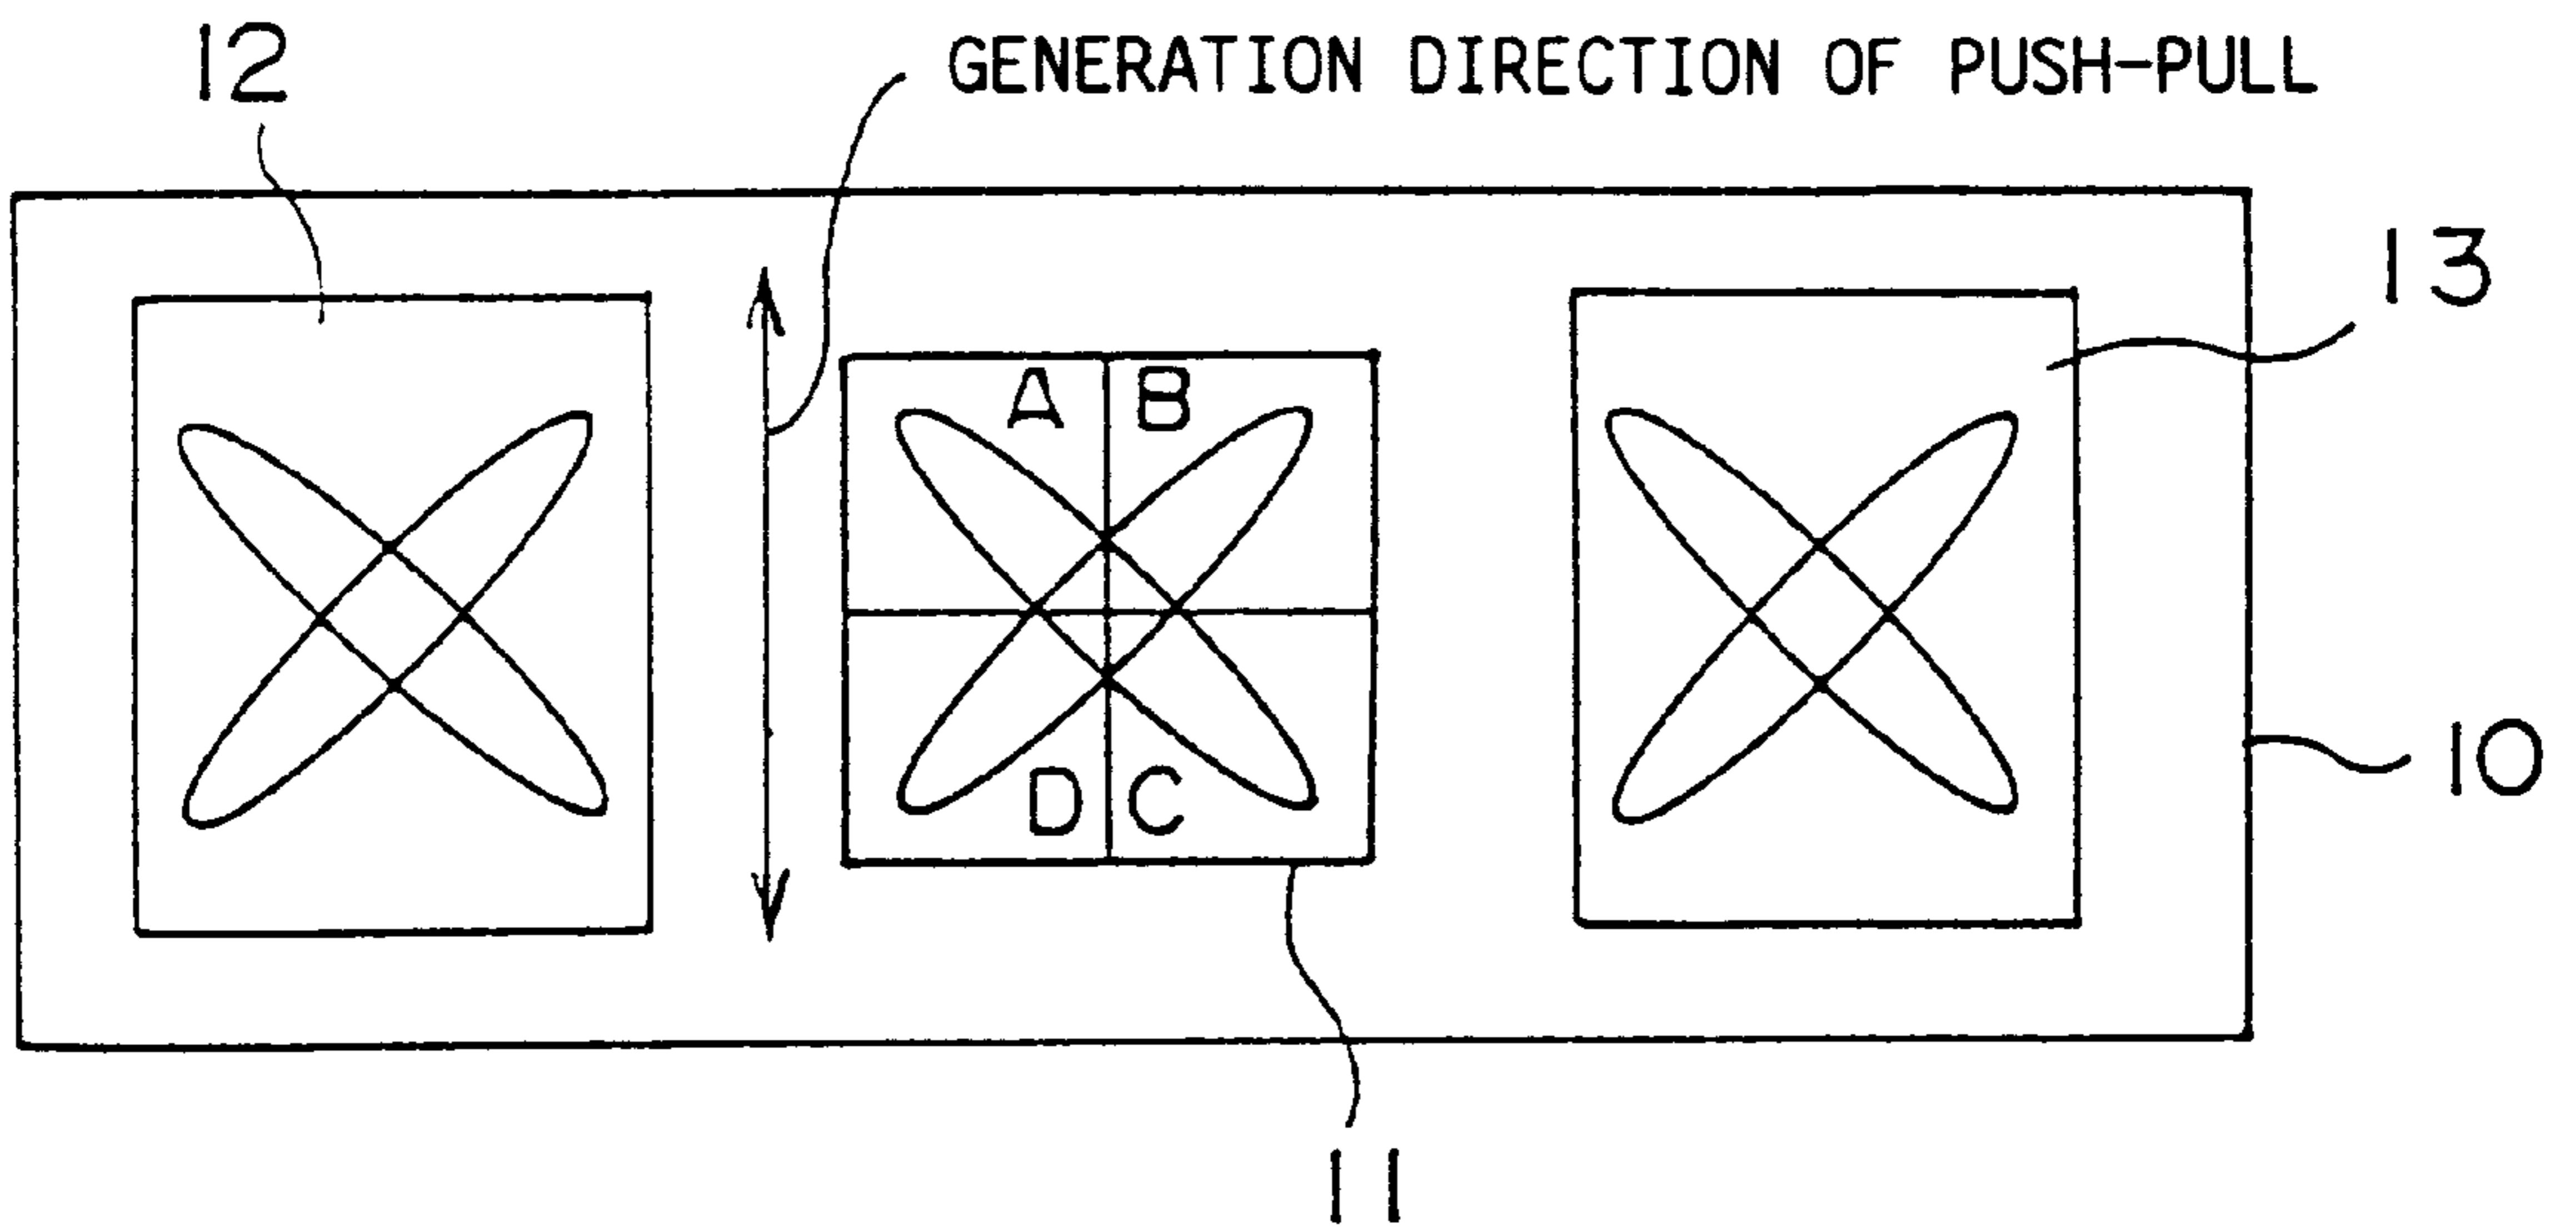 12
GENERATION DIRECTION OF PUSH-PULL
13
A B
10
D C
11